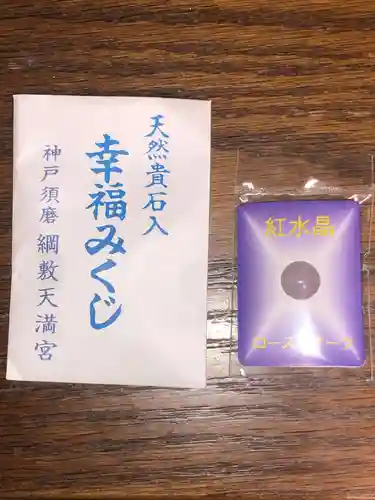 天然貴石入
幸福みくじ
神戸須磨 綱敷天満宮
紅水晶
ローズクオーツ